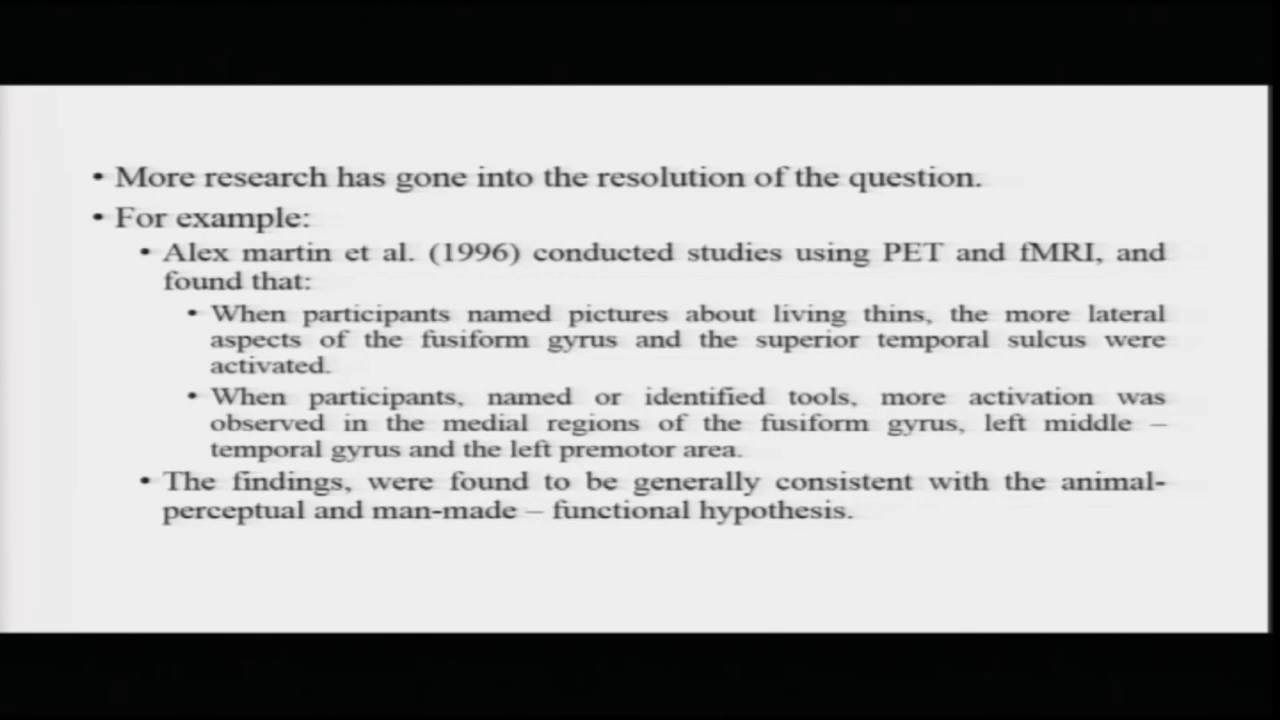 • More research has gone into the resolution of the question.
• For example:
• Alex martin et al. (1996) conducted studies using PET and fMRI, and
found that:
• When participants named pictures about living thins, the more lateral
aspects of the fusiform gyrus and the superior temporal sulcus were
activated.
• When participants, named or identified tools, more activation was
observed in the medial regions of the fusiform gyrus, left middle –
temporal gyrus and the left premotor area.
• The findings, were found to be generally consistent with the animal-
perceptual and man-made – functional hypothesis.